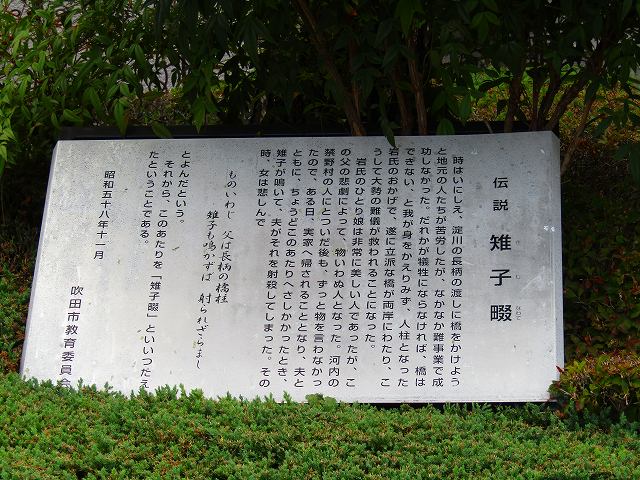 伝説 雉子畷
きじ なわて
時はいにしえ、淀川の長柄の渡しに橋をかけよう
と地元の人たちが苦労したが、なかなか難事業で成
功しなかった。だれかが犠牲にならなければ、橋は
できない、と我が身をかえりみず、人柱となった
岩氏のおかげで、遂に立派な橋が両岸にわたり、こ
うして大勢の難儀が救われることになった。
岩氏のひとり娘は非常に美しい人であったが、こ
の父の悲劇によって、物いわぬ人となった。河内の
禁野村の人にとついだ後も、ずっと物を言わなかっ
たので、ある日、実家へ帰されることとなり、夫と
ともに、ちょうどこのあたりへさしかかったとき、
雉子が鳴いて、夫がそれを射殺してしまった。その
時、女は悲しんで
ものいわじ 父は長柄の橋柱
雉子も鳴かずば 射られざらまし
とよんだという。
それから、このあたりを「雉子畷」といいつたえ
たということである。
昭和五十八年十一月
吹田市教育委員会